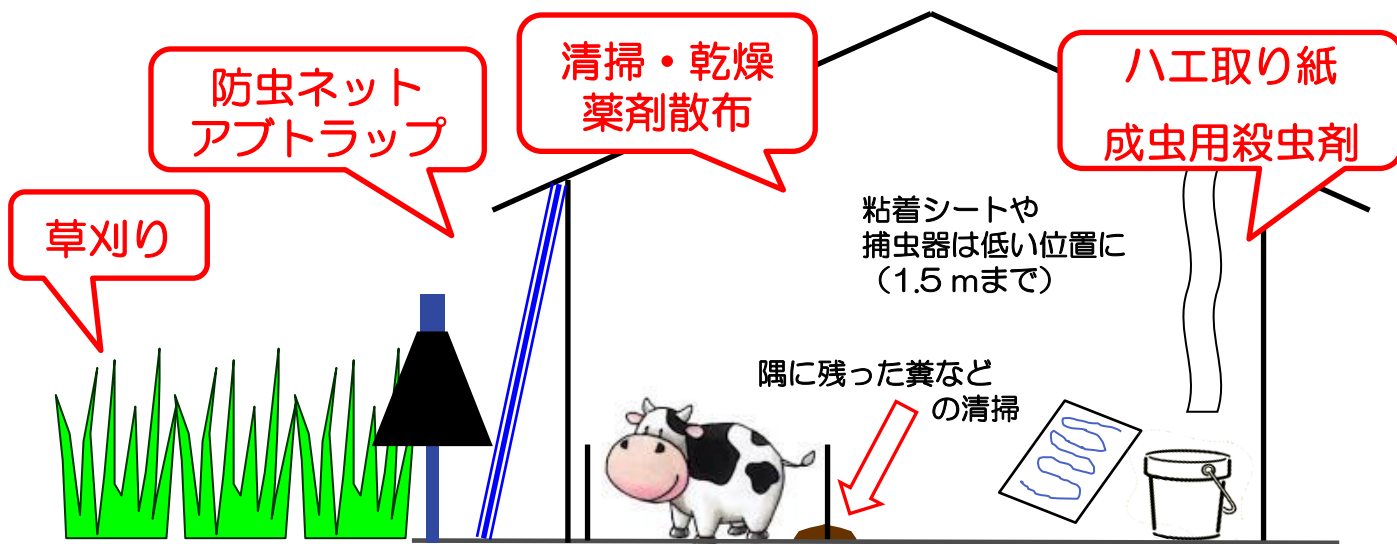 草刈り
防虫ネット
アブトラップ
清掃・乾燥
薬剤散布
ハエ取り紙
成虫用殺虫剤
粘着シートや
捕虫器は低い位置に
（1.5 mまで）
隅に残った糞など
の清掃